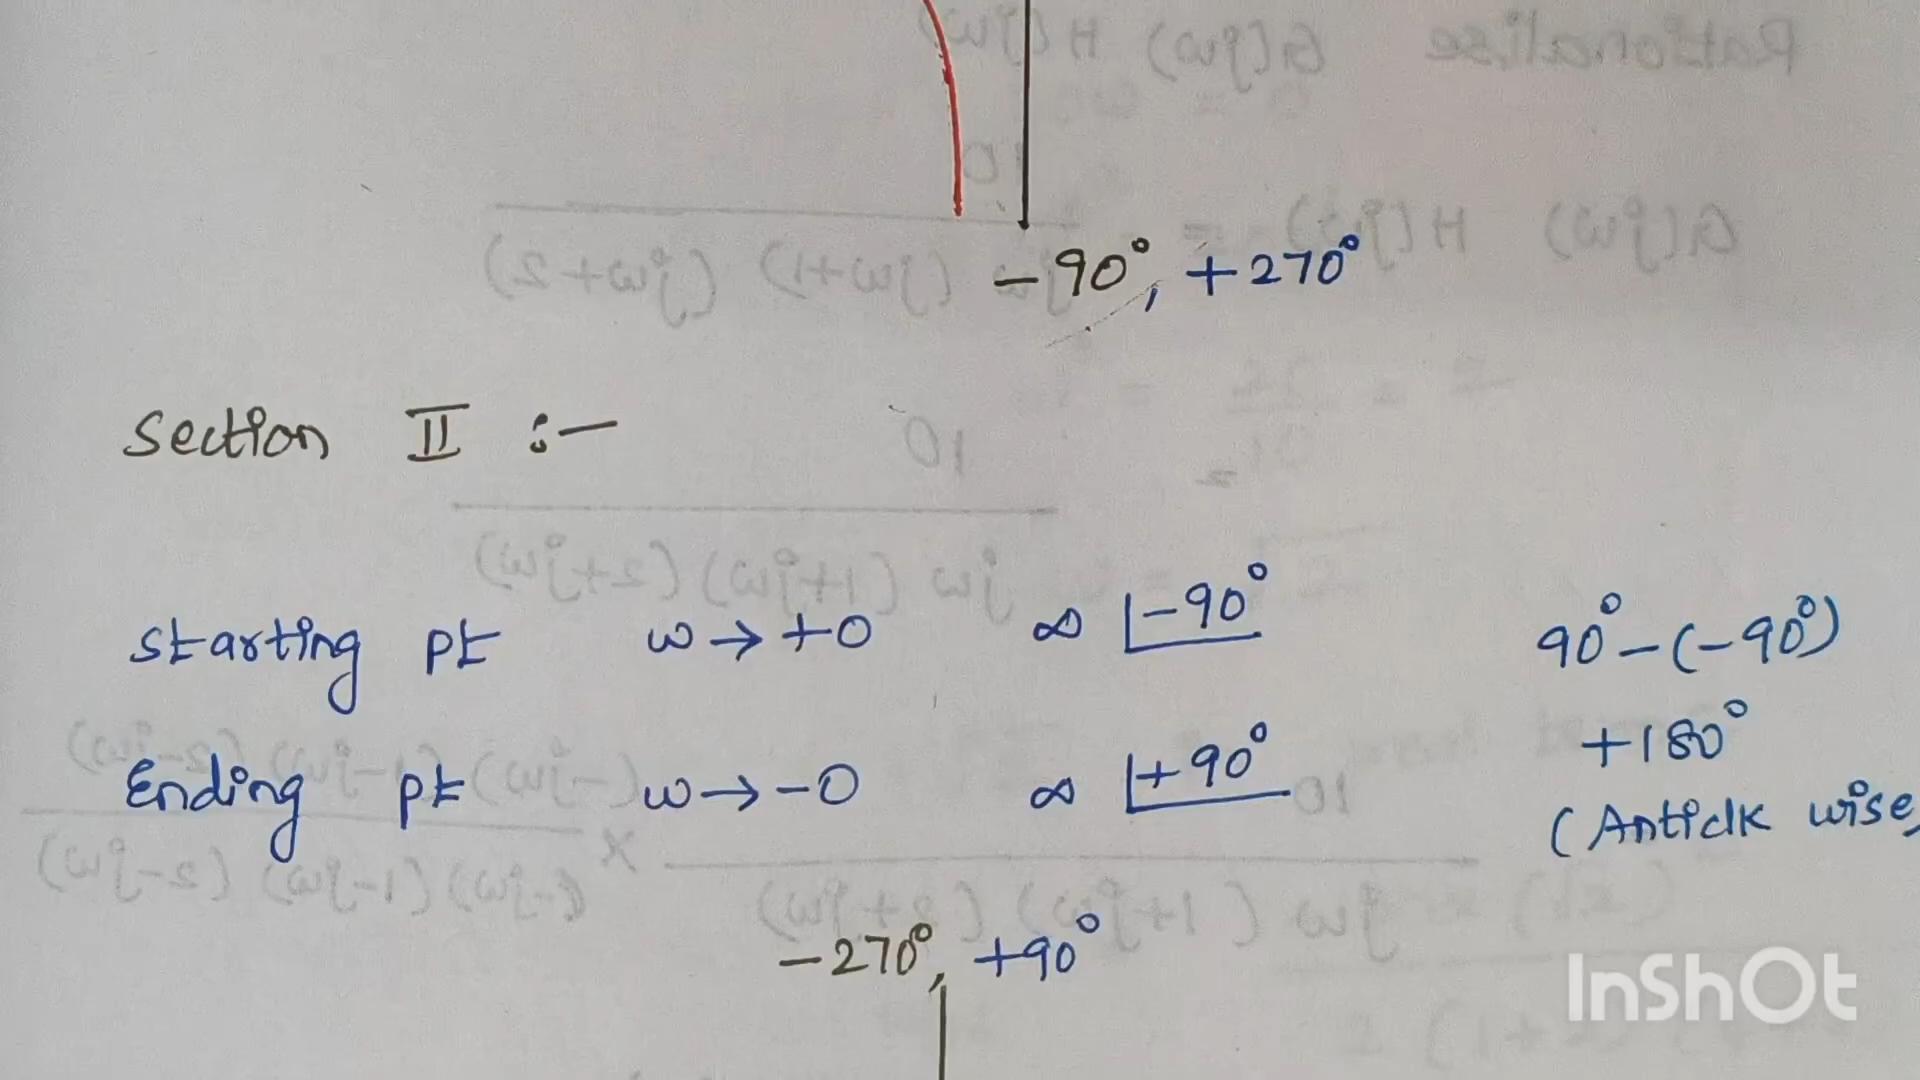 -90°, +270°
Section II :-
starting pt ω → +0 ∞ ∟-90° 90°-(-90°)
+180°
Ending pt ω → -0 ∞ ∟+90°
(Anticlk wise,
-270°, +90°
InShOt